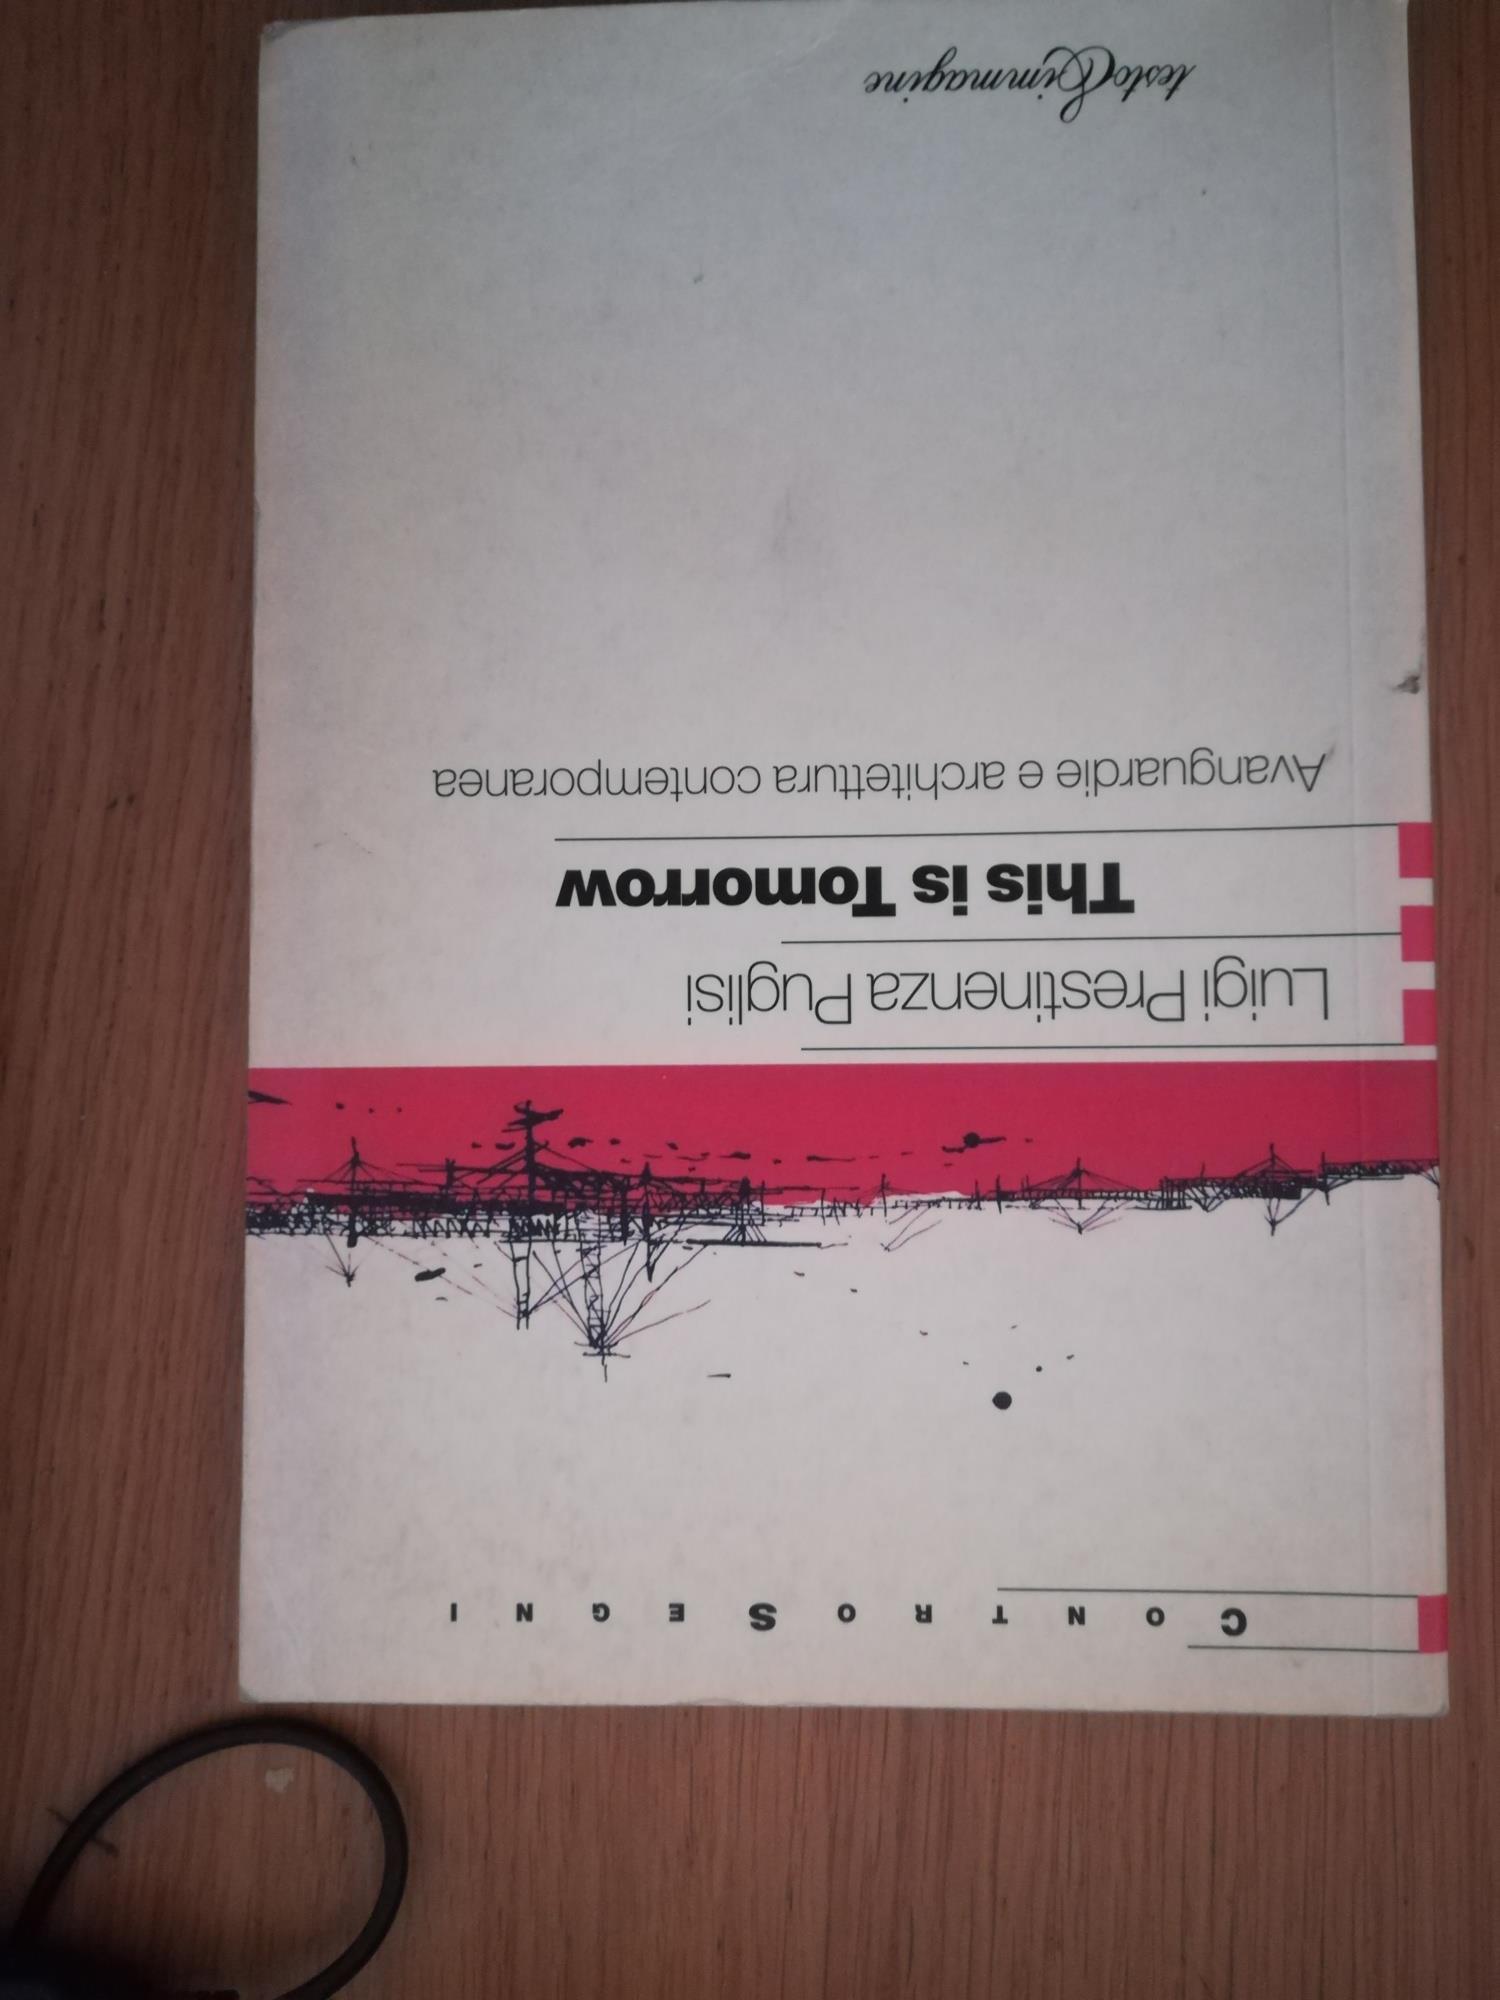 CONTROSEGNI
Luigi Prestinenza Puglisi
This is Tomorrow
Avanguardie e architettura contemporanea
testo&immagine